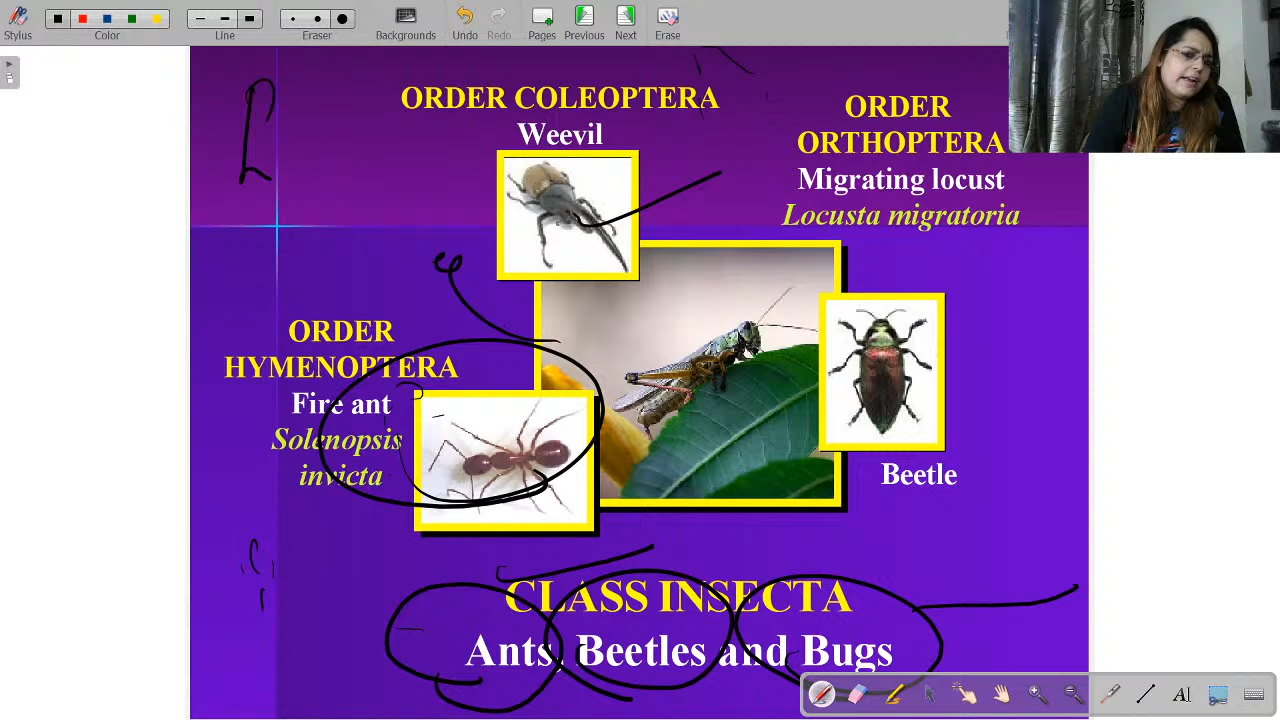 Stylus
Color
Line
Eraser
Backgrounds
Undo
Redo
Pages
Previous
Next
Erase
ORDER COLEOPTERA
Weevil
ORDER
ORTHOPTERA
Migrating locust
Locusta migratoria
ORDER
HYMENOPTERA
Fire ant
Solenopsis
invicta
Beetle
CLASS INSECTA
Ants, Beetles and Bugs